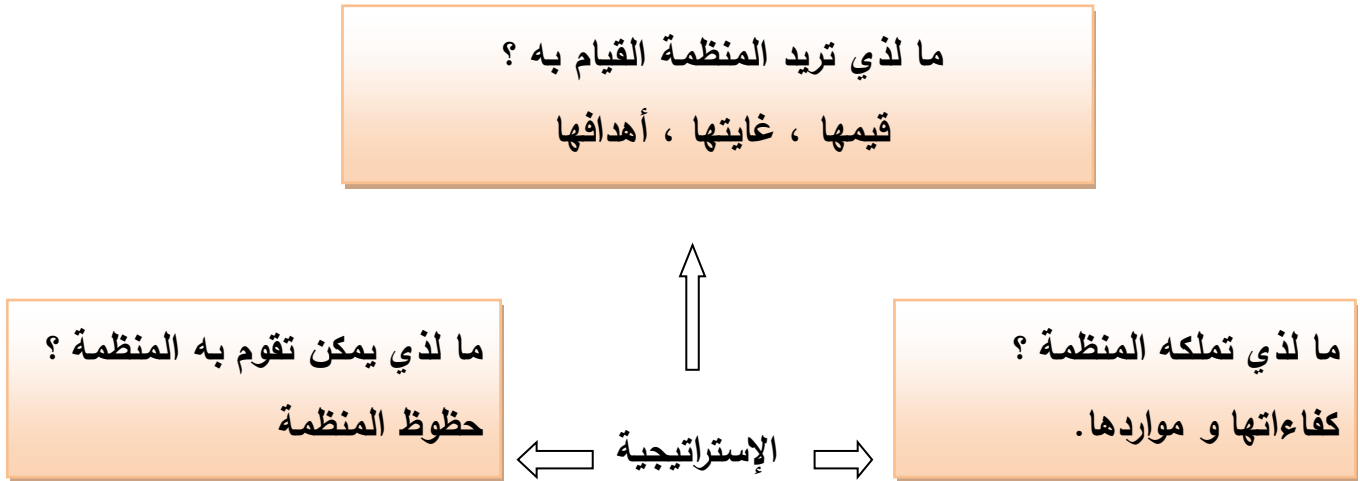 ما لذي تريد المنظمة القيام به ؟
قيمها ، غايتها ، أهدافها
ما لذي تملكه المنظمة ؟
كفاءاتها و مواردها.
الإستراتيجية
ما لذي يمكن تقوم به المنظمة ؟
حظوظ المنظمة